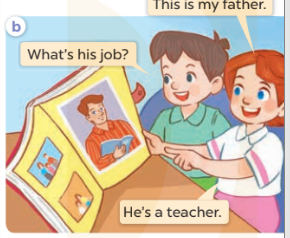 This is my father.
b
What's his job?
He's a teacher.